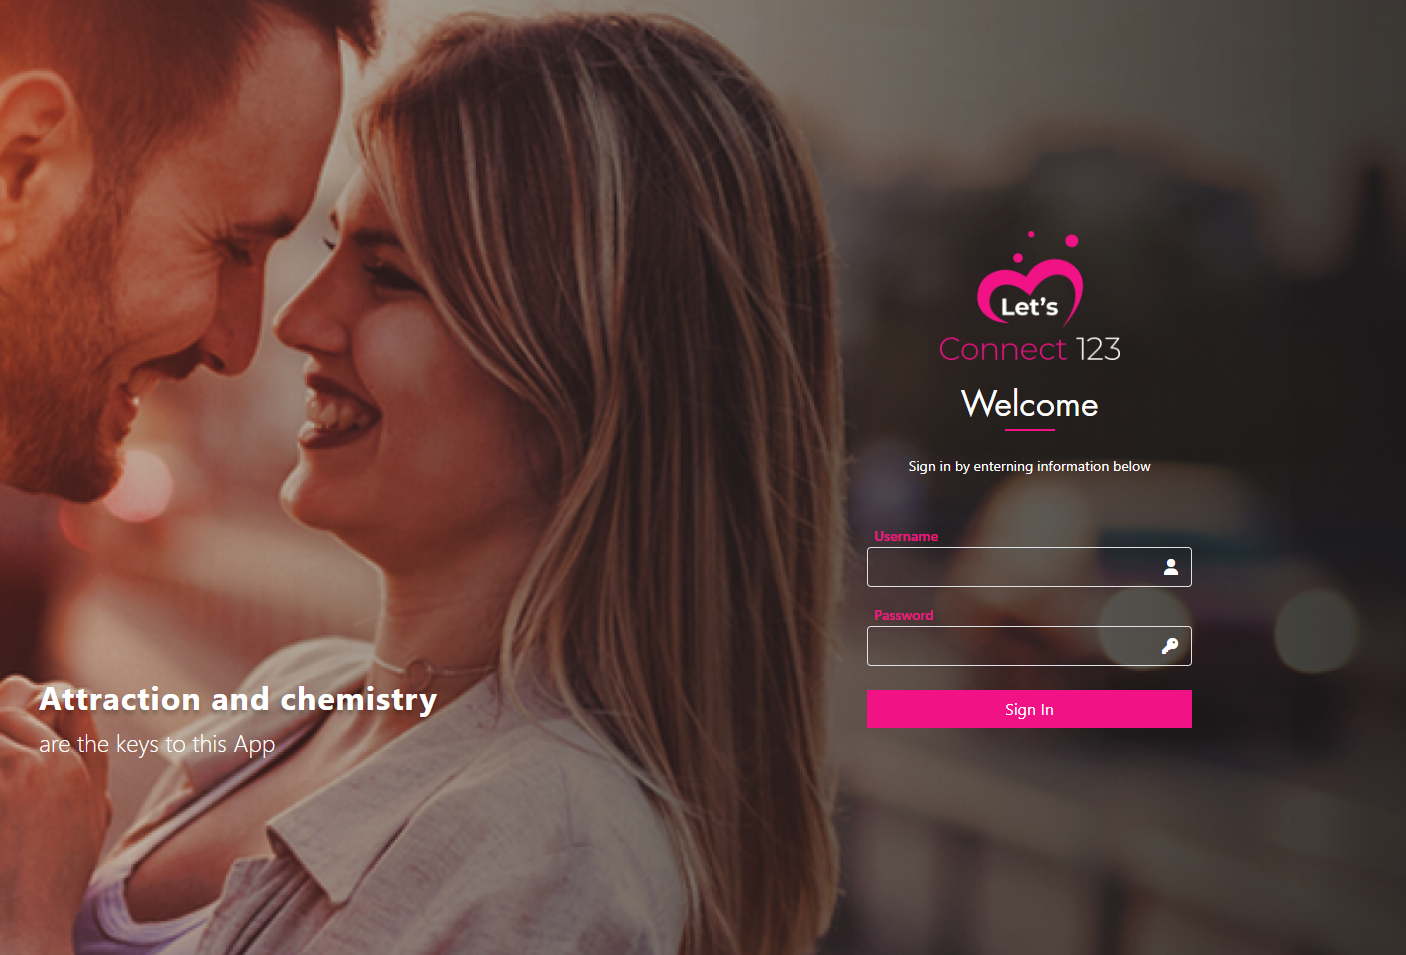 Let's
Connect 123
Welcome
Sign in by enterning information below
Username
Password
Sign In
Attraction and chemistry
are the keys to this App